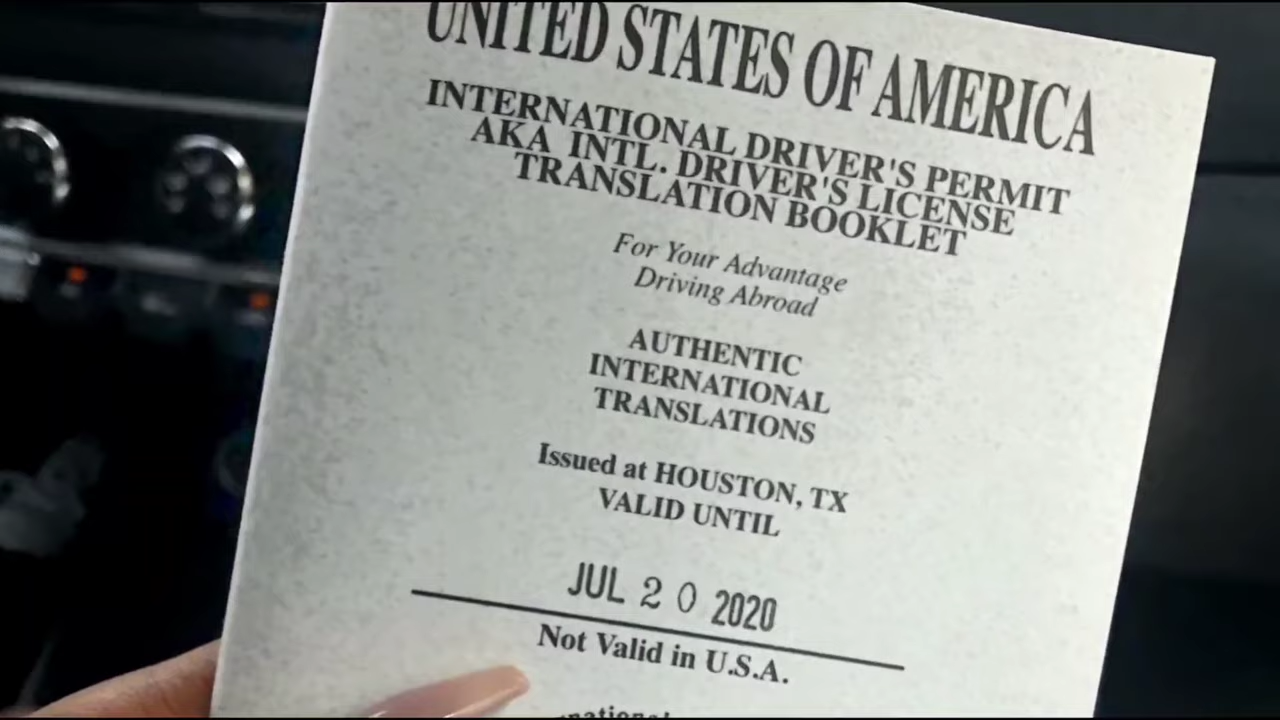 UNITED STATES OF AMERICA
INTERNATIONAL DRIVER'S PERMIT
AKA INTL. DRIVER'S LICENSE
TRANSLATION BOOKLET
For Your Advantage
Driving Abroad
AUTHENTIC
INTERNATIONAL
TRANSLATIONS
Issued at HOUSTON, TX
VALID UNTIL
JUL 20 2020
Not Valid in U.S.A.